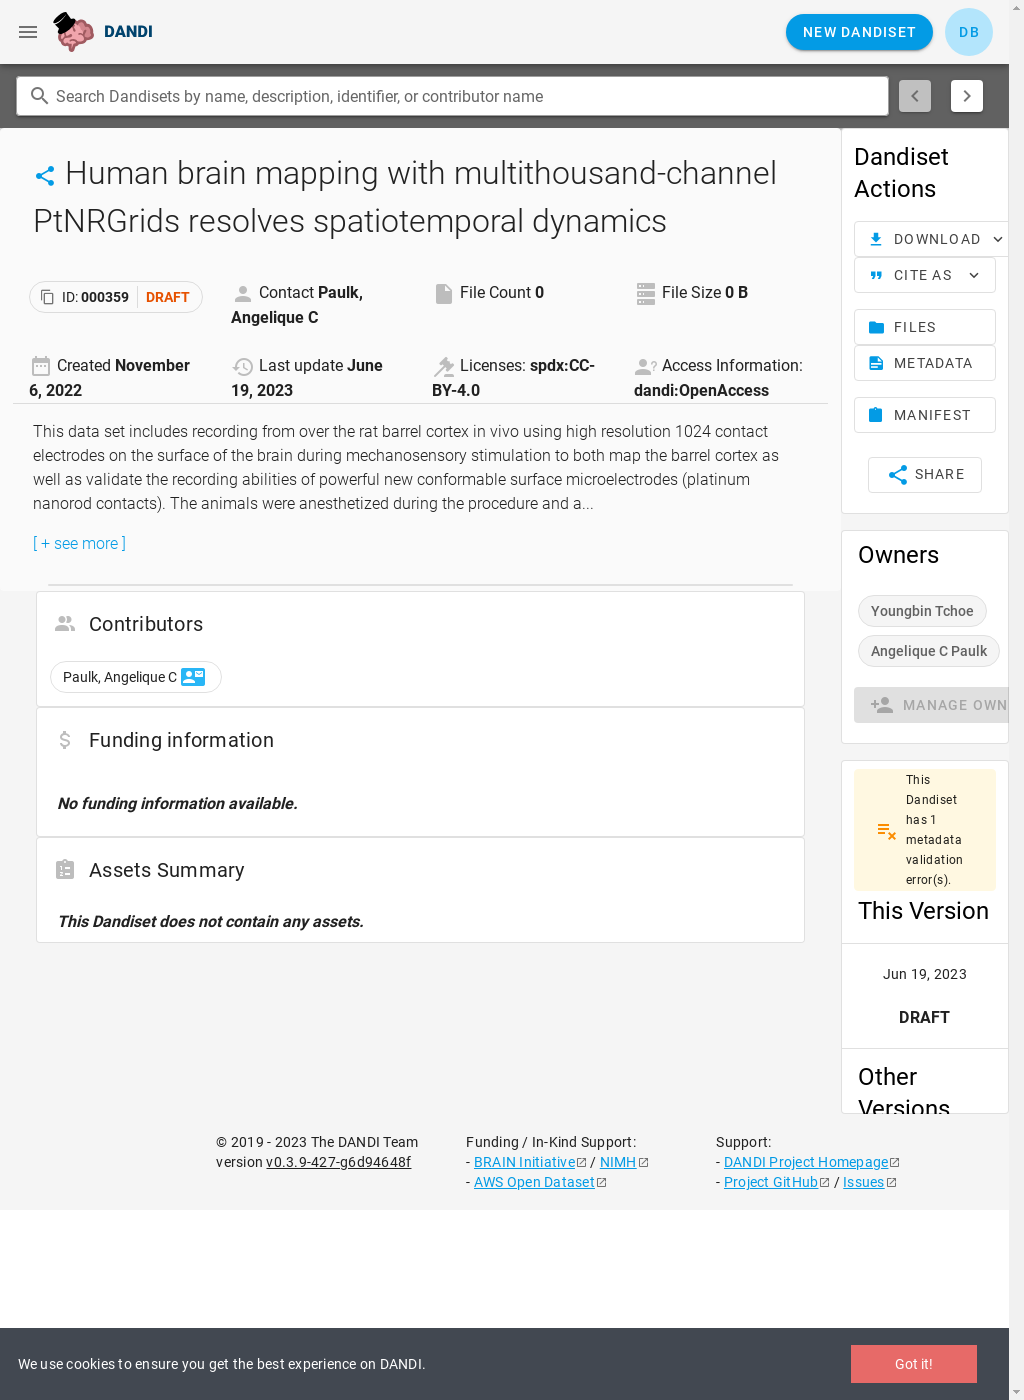 DANDI
NEW DANDISET
DB
Search Dandisets by name, description, identifier, or contributor name
Human brain mapping with multithousand-channel
PtNRGrids resolves spatiotemporal dynamics
ID: 000359 DRAFT
Contact Paulk,
Angelique C
File Count 0
File Size 0 B
Created November
6, 2022
Last update June
19, 2023
Licenses: spdx:CC-
BY-4.0
Access Information:
dandi:OpenAccess
This data set includes recording from over the rat barrel cortex in vivo using high resolution 1024 contact
electrodes on the surface of the brain during mechanosensory stimulation to both map the barrel cortex as
well as validate the recording abilities of powerful new conformable surface microelectrodes (platinum
nanorod contacts). The animals were anesthetized during the procedure and a...
[ + see more ]
Contributors
Paulk, Angelique C
Funding information
No funding information available.
Assets Summary
This Dandiset does not contain any assets.
Dandiset
Actions
DOWNLOAD
CITE AS
FILES
METADATA
MANIFEST
SHARE
Owners
Youngbin Tchoe
Angelique C Paulk
MANAGE OWN
This
Dandiset
has 1
metadata
validation
error(s).
This Version
Jun 19, 2023
DRAFT
Other
Versions
© 2019 - 2023 The DANDI Team
version v0.3.9-427-g6d94648f
Funding / In-Kind Support:
- BRAIN Initiative / NIMH
- AWS Open Dataset
Support:
- DANDI Project Homepage
- Project GitHub / Issues
We use cookies to ensure you get the best experience on DANDI.
Got it!